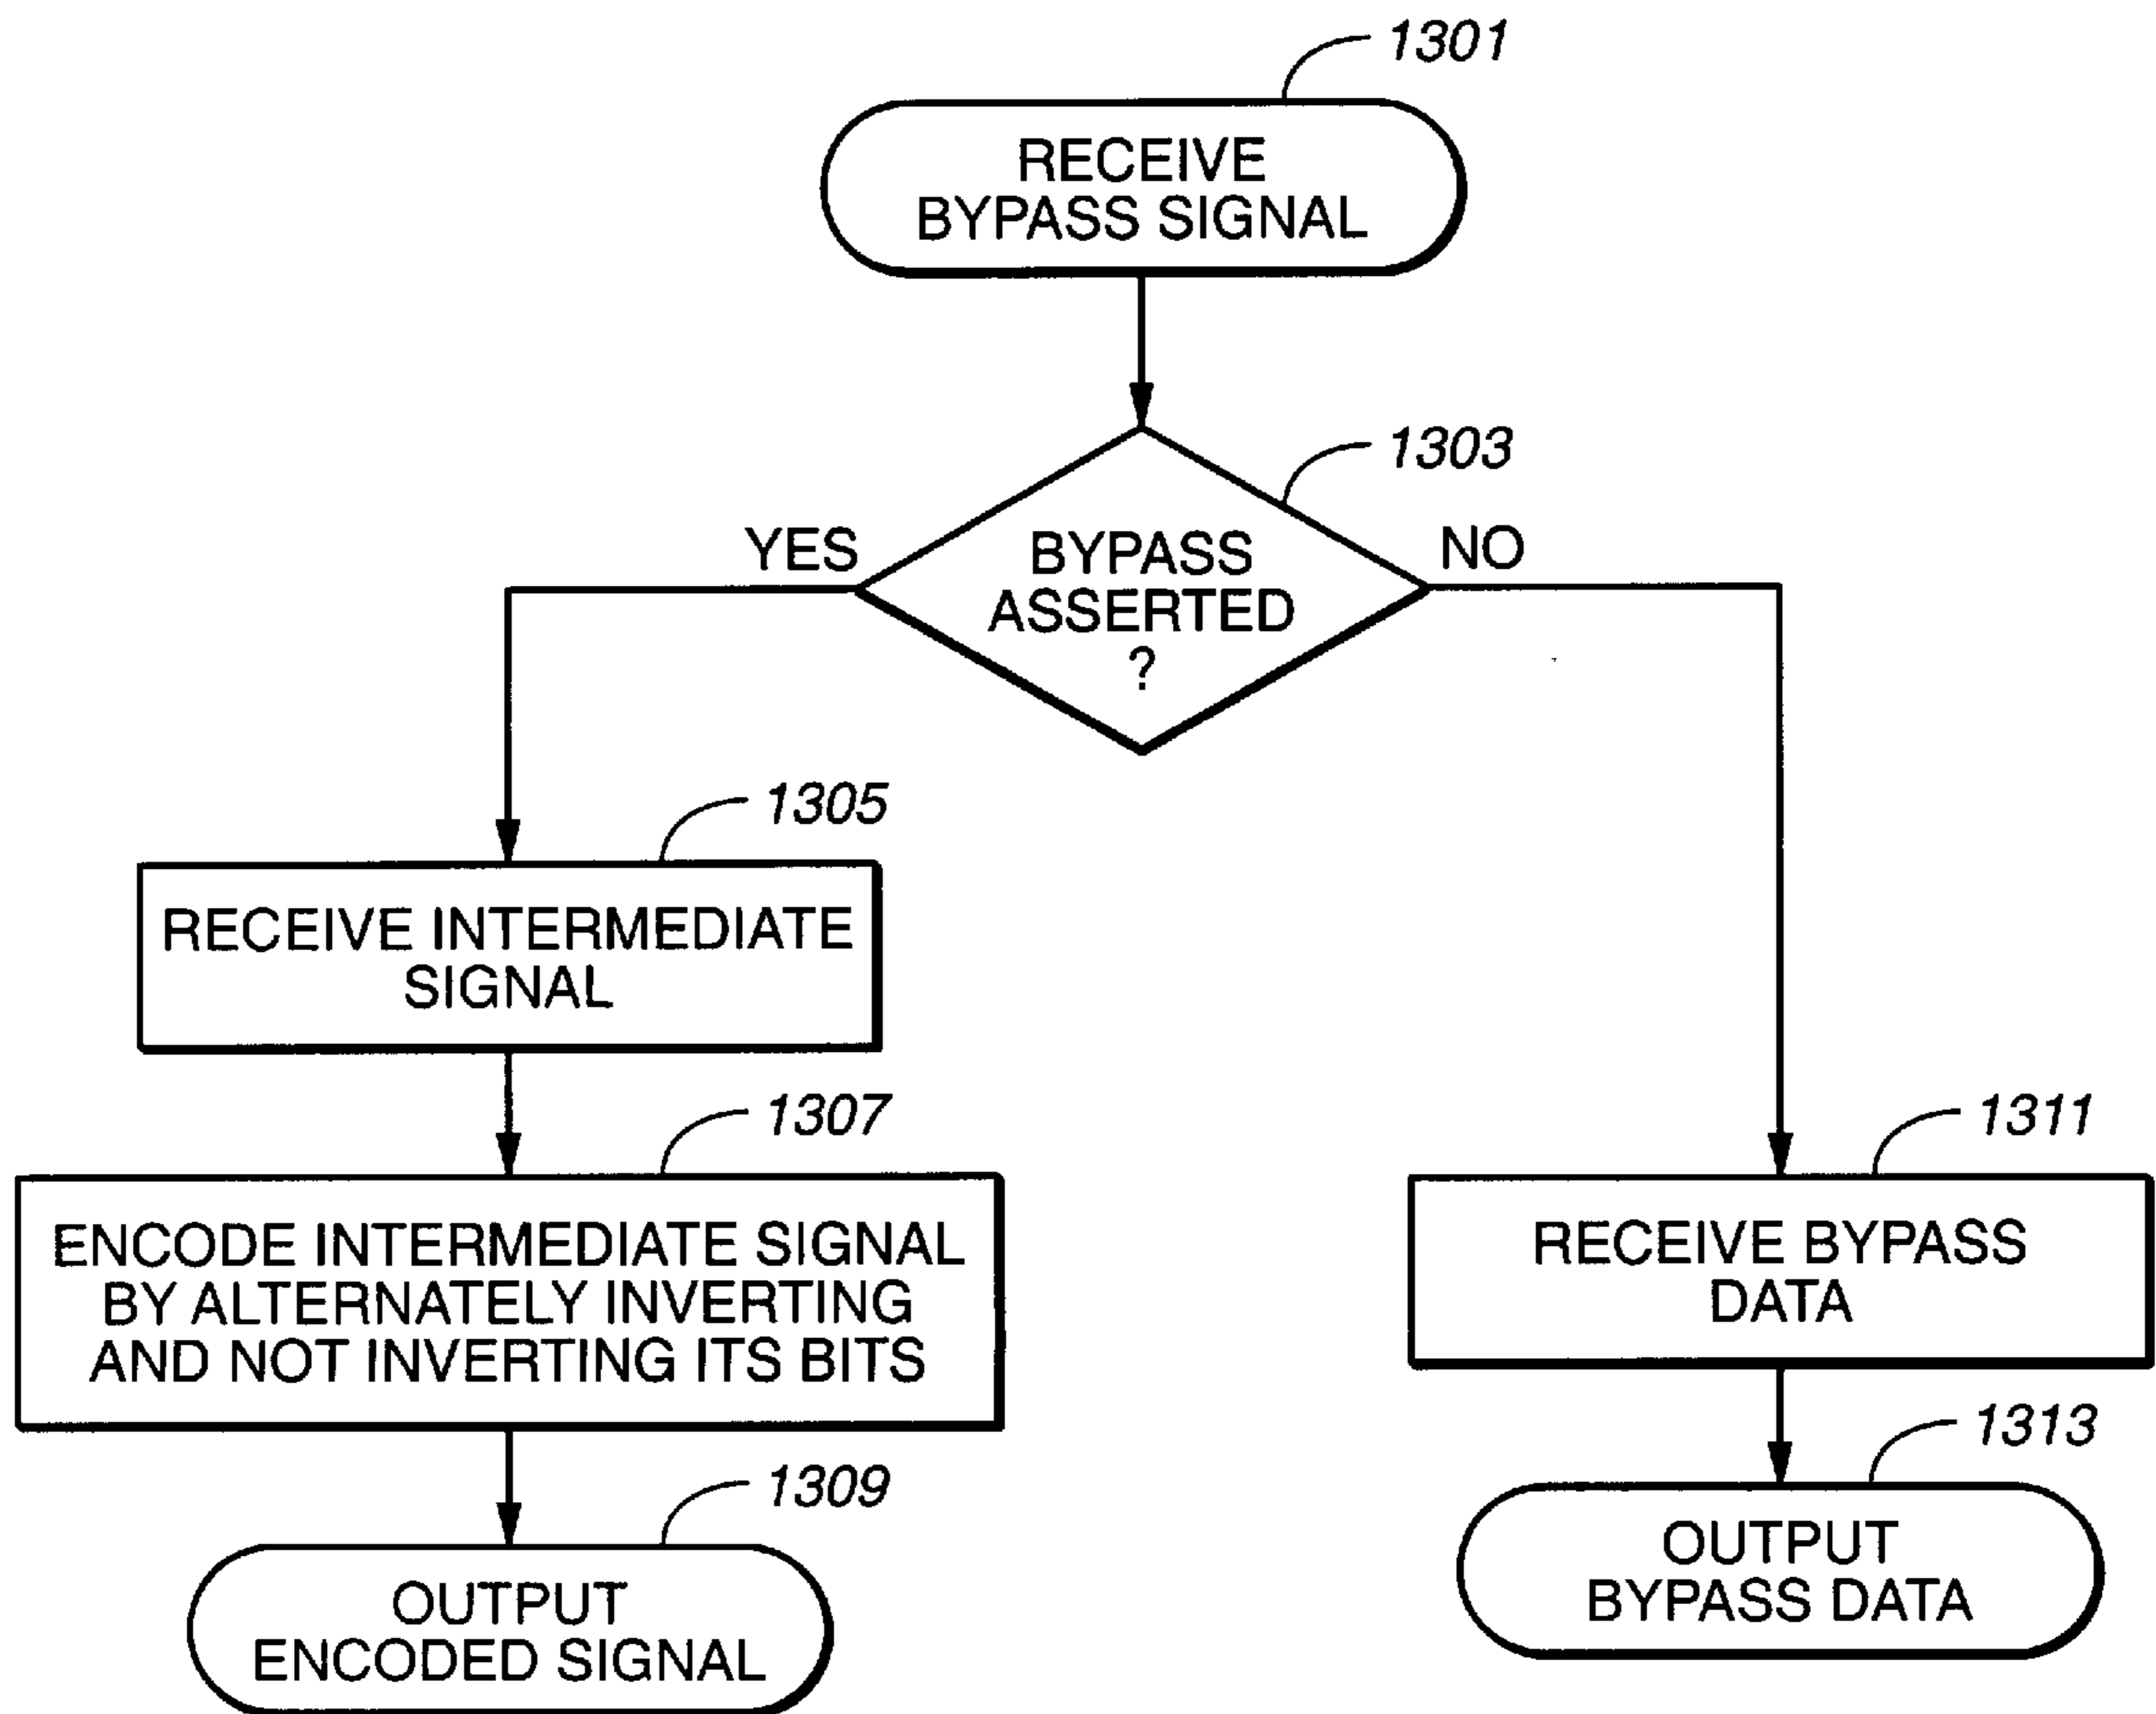 1301
RECEIVE
BYPASS SIGNAL
1303
YES
BYPASS
ASSERTED
?
NO
1305
RECEIVE INTERMEDIATE
SIGNAL
1307
ENCODE INTERMEDIATE SIGNAL
BY ALTERNATELY INVERTING
AND NOT INVERTING ITS BITS
1309
OUTPUT
ENCODED SIGNAL
1311
RECEIVE BYPASS
DATA
1313
OUTPUT
BYPASS DATA